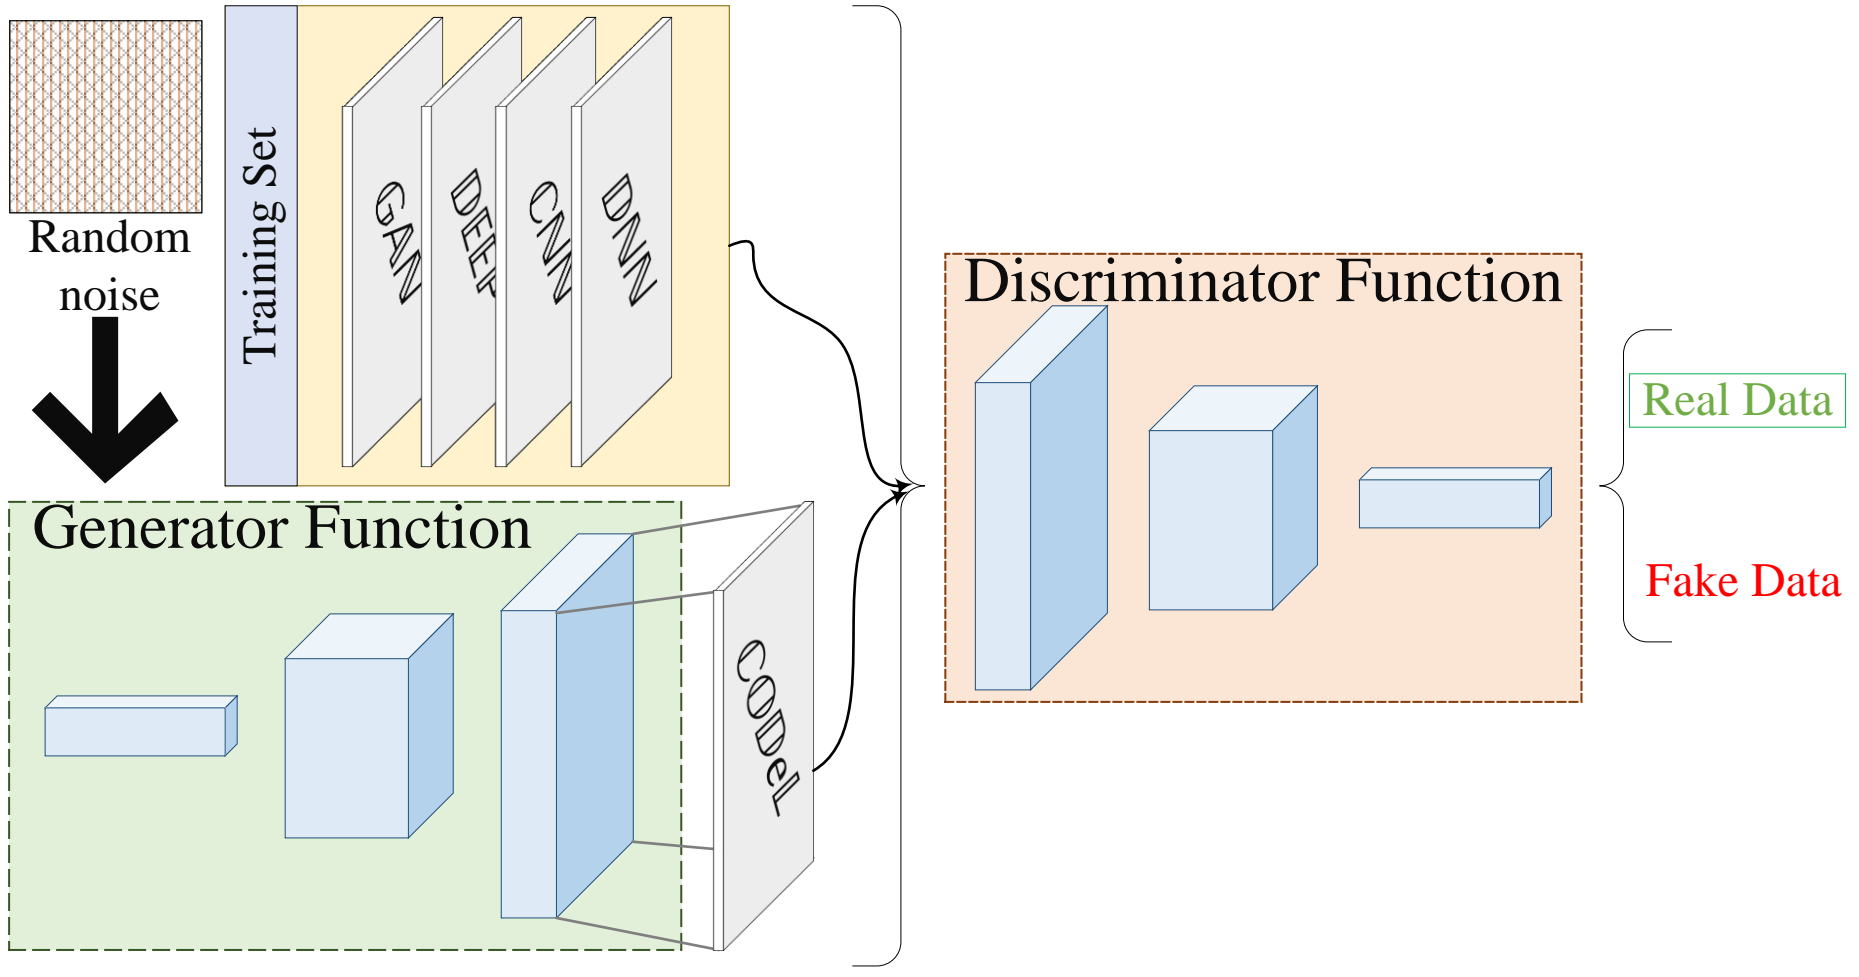 Random
noise
Training Set
GAN
DEEP
CNN
DNN
Generator Function
CODeL
Discriminator Function
Real Data
Fake Data